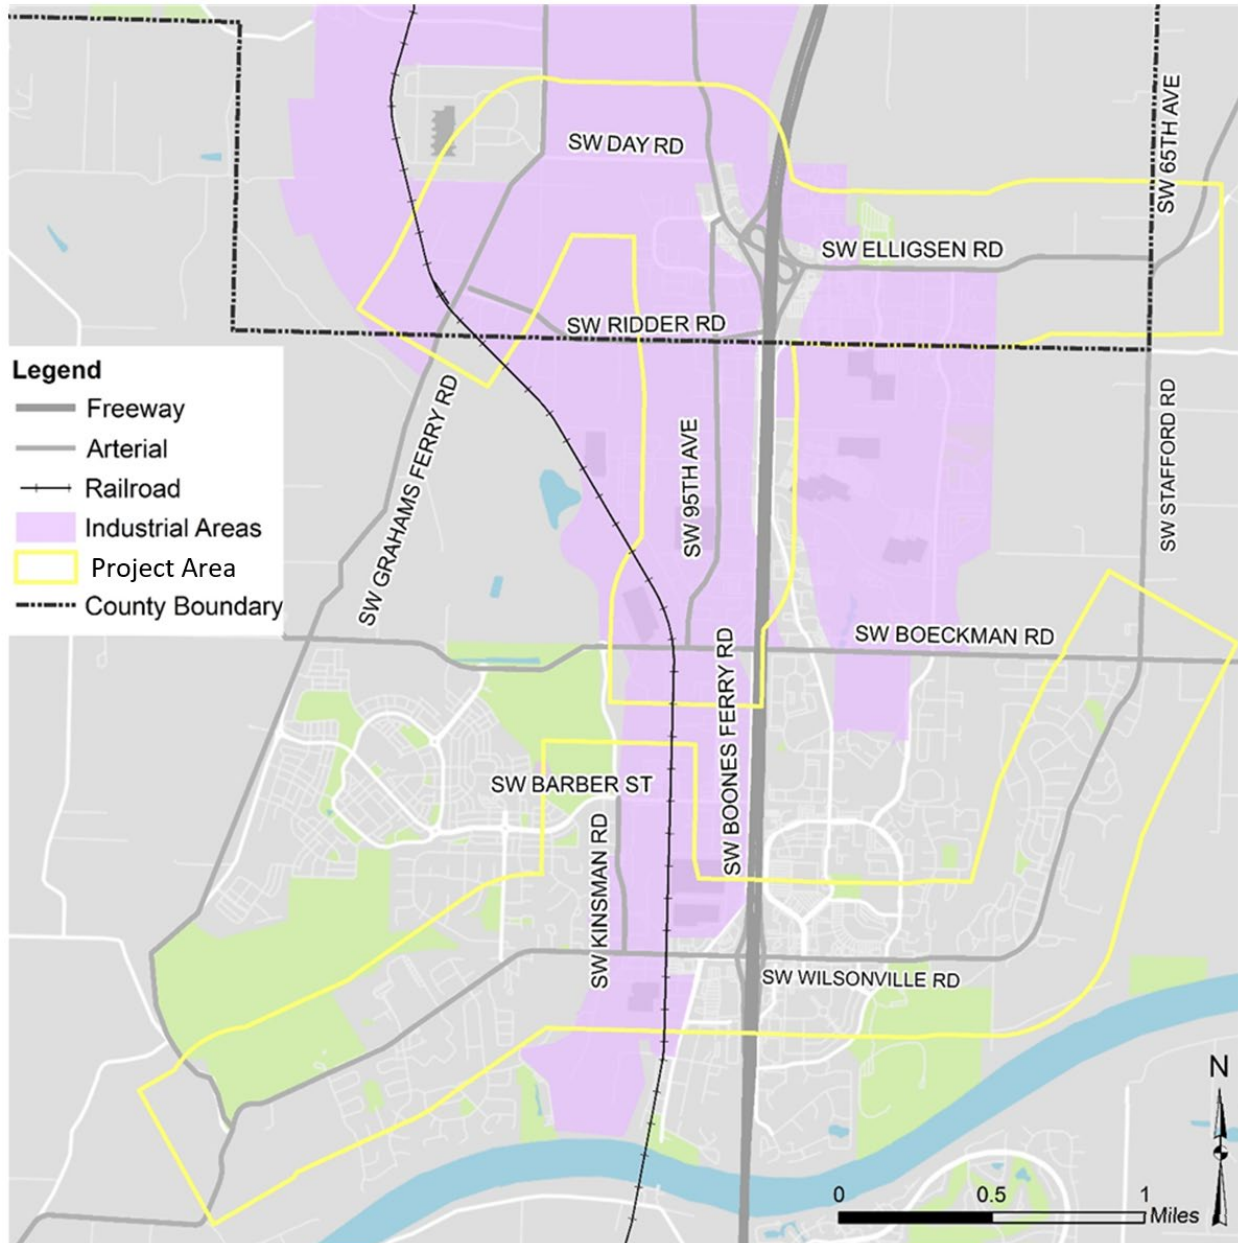 SW 65TH AVE
SW DAY RD
SW ELLIGSEN RD
SW RIDDER RD
Legend
Freeway
Arterial
Railroad
Industrial Areas
Project Area
County Boundary
SW GRAHAMS FERRY RD
SW 95TH AVE
SW STAFFORD RD
SW BOECKMAN RD
SW BOONES FERRY RD
SW BARBER ST
SW KINSMAN RD
SW WILSONVILLE RD
N
0 0.5 1
Miles